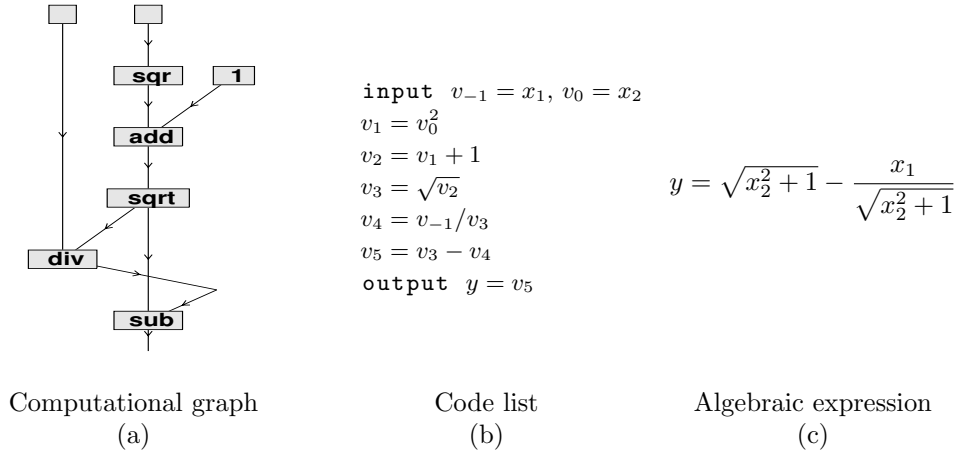 sqr
1
add
sqrt
div
sub
input v₋₁ = x₁, v₀ = x₂
v₁ = v₀²
v₂ = v₁ + 1
v₃ = √v₂
v₄ = v₋₁/v₃
v₅ = v₃ − v₄
output y = v₅
y = √(x₂² + 1) − x₁/√(x₂² + 1)
Computational graph
(a)
Code list
(b)
Algebraic expression
(c)